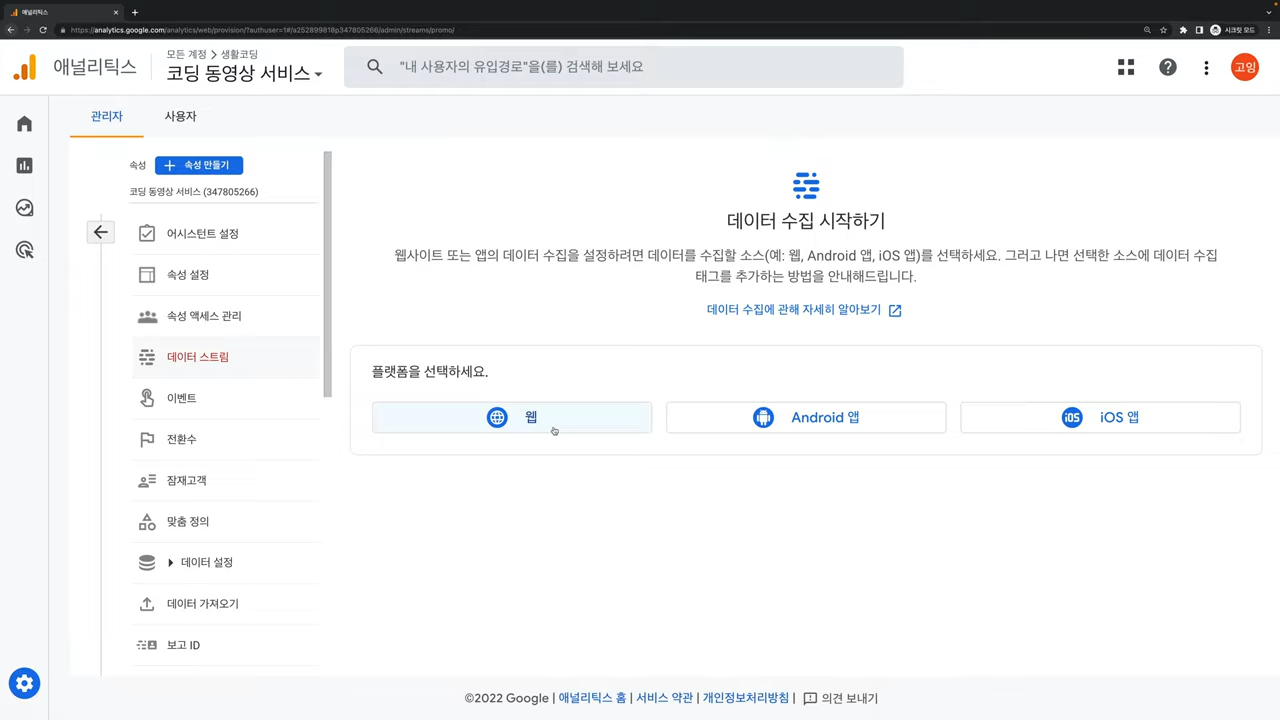 애널리틱스
https://analytics.google.com/analytics/web/provision/?authuser=1#/a252899818p347805266/admin/streams/promo/
시크릿 모드
애널리틱스
모든 계정 > 생활코딩
코딩 동영상 서비스
"내 사용자의 유입경로"을(를) 검색해 보세요
고잉
관리자
사용자
속성
+ 속성 만들기
코딩 동영상 서비스 (347805266)
어시스턴트 설정
속성 설정
속성 액세스 관리
데이터 스트림
이벤트
전환수
잠재고객
맞춤 정의
데이터 설정
데이터 가져오기
보고 ID
데이터 수집 시작하기
웹사이트 또는 앱의 데이터 수집을 설정하려면 데이터를 수집할 소스(예: 웹, Android 앱, iOS 앱)를 선택하세요. 그러고 나면 선택한 소스에 데이터 수집
태그를 추가하는 방법을 안내해드립니다.
데이터 수집에 관해 자세히 알아보기
플랫폼을 선택하세요.
웹
Android 앱
iOS iOS 앱
©2022 Google | 애널리틱스 홈 | 서비스 약관 | 개인정보처리방침 | 의견 보내기